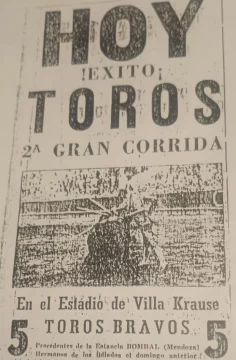 HOY
!EXITO¡
TOROS
2ª GRAN CORRIDA
En el Estádio de Villa Krause
5 TOROS BRAVOS 5
Procedentes de la Estancia BOMBAL (Mendoza)
Hermanos de los lidiados el domingo anterior.!